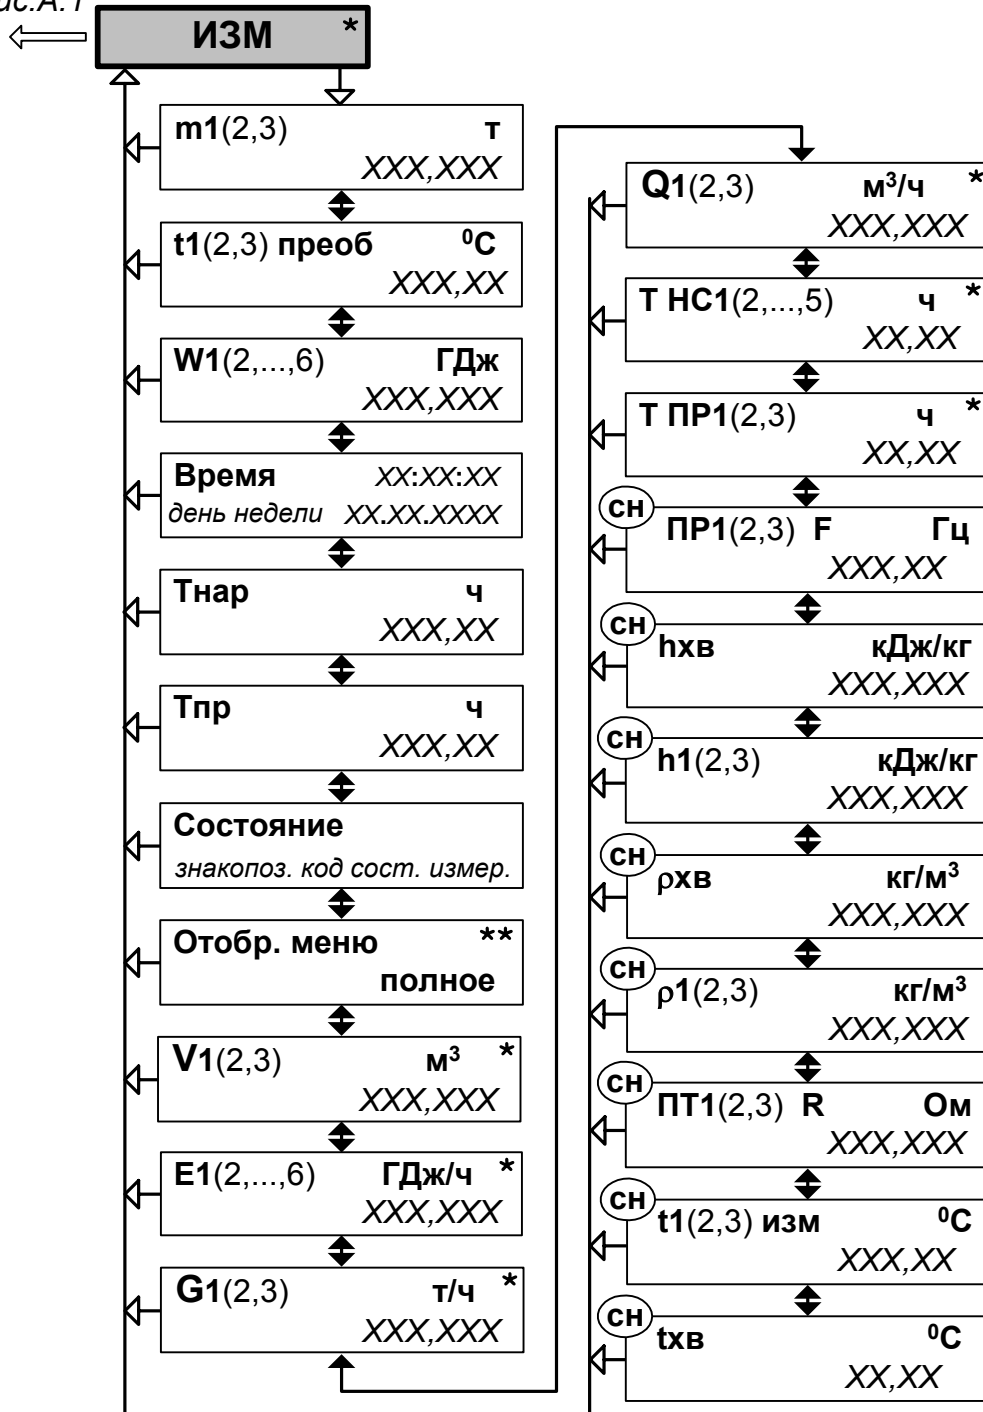 ис.А.1
ИЗМ *
m1(2,3) т
XXX,XXX
t1(2,3) преоб ⁰C
XXX,XX
W1(2,...,6) ГДж
XXX,XXX
Время XX:XX:XX
день недели XX.XX.XXXX
Тнар ч
XXX,XX
Тпр ч
XXX,XX
Состояние
знакопоз. код сост. измер.
Отобр. меню **
полное
V1(2,3) м³ *
XXX,XXX
E1(2,...,6) ГДж/ч *
XXX,XXX
G1(2,3) т/ч *
XXX,XXX
Q1(2,3) м³/ч *
XXX,XXX
Т НС1(2,...,5) ч *
XX,XX
Т ПР1(2,3) ч *
XX,XX
СН
ПР1(2,3) F Гц
XXX,XX
СН
hхв кДж/кг
XXX,XXX
СН
h1(2,3) кДж/кг
XXX,XXX
СН
ρхв кг/м³
XXX,XXX
СН
ρ1(2,3) кг/м³
XXX,XXX
СН
ПТ1(2,3) R Ом
XXX,XXX
СН
t1(2,3) изм ⁰C
XXX,XX
СН
tхв ⁰C
XX,XX